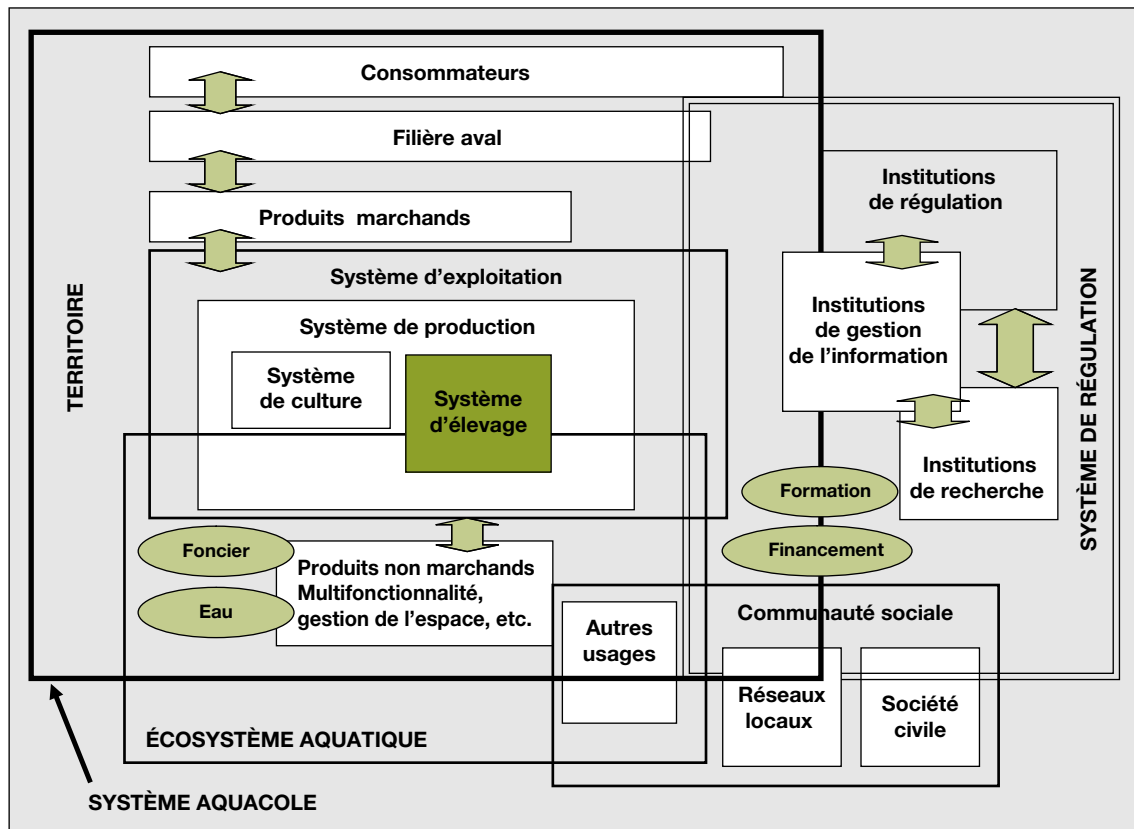 Consommateurs
Filière aval
Produits marchands
Institutions
de régulation
Système d'exploitation
Système de production
Système
de culture
Système
d'élevage
Institutions
de gestion
de l'information
TERRITOIRE
SYSTÈME DE RÉGULATION
Institutions
de recherche
Formation
Financement
Foncier
Eau
Produits non marchands
Multifonctionnalité,
gestion de l'espace, etc.
Autres
usages
Communauté sociale
Réseaux
locaux
Société
civile
ÉCOSYSTÈME AQUATIQUE
SYSTÈME AQUACOLE